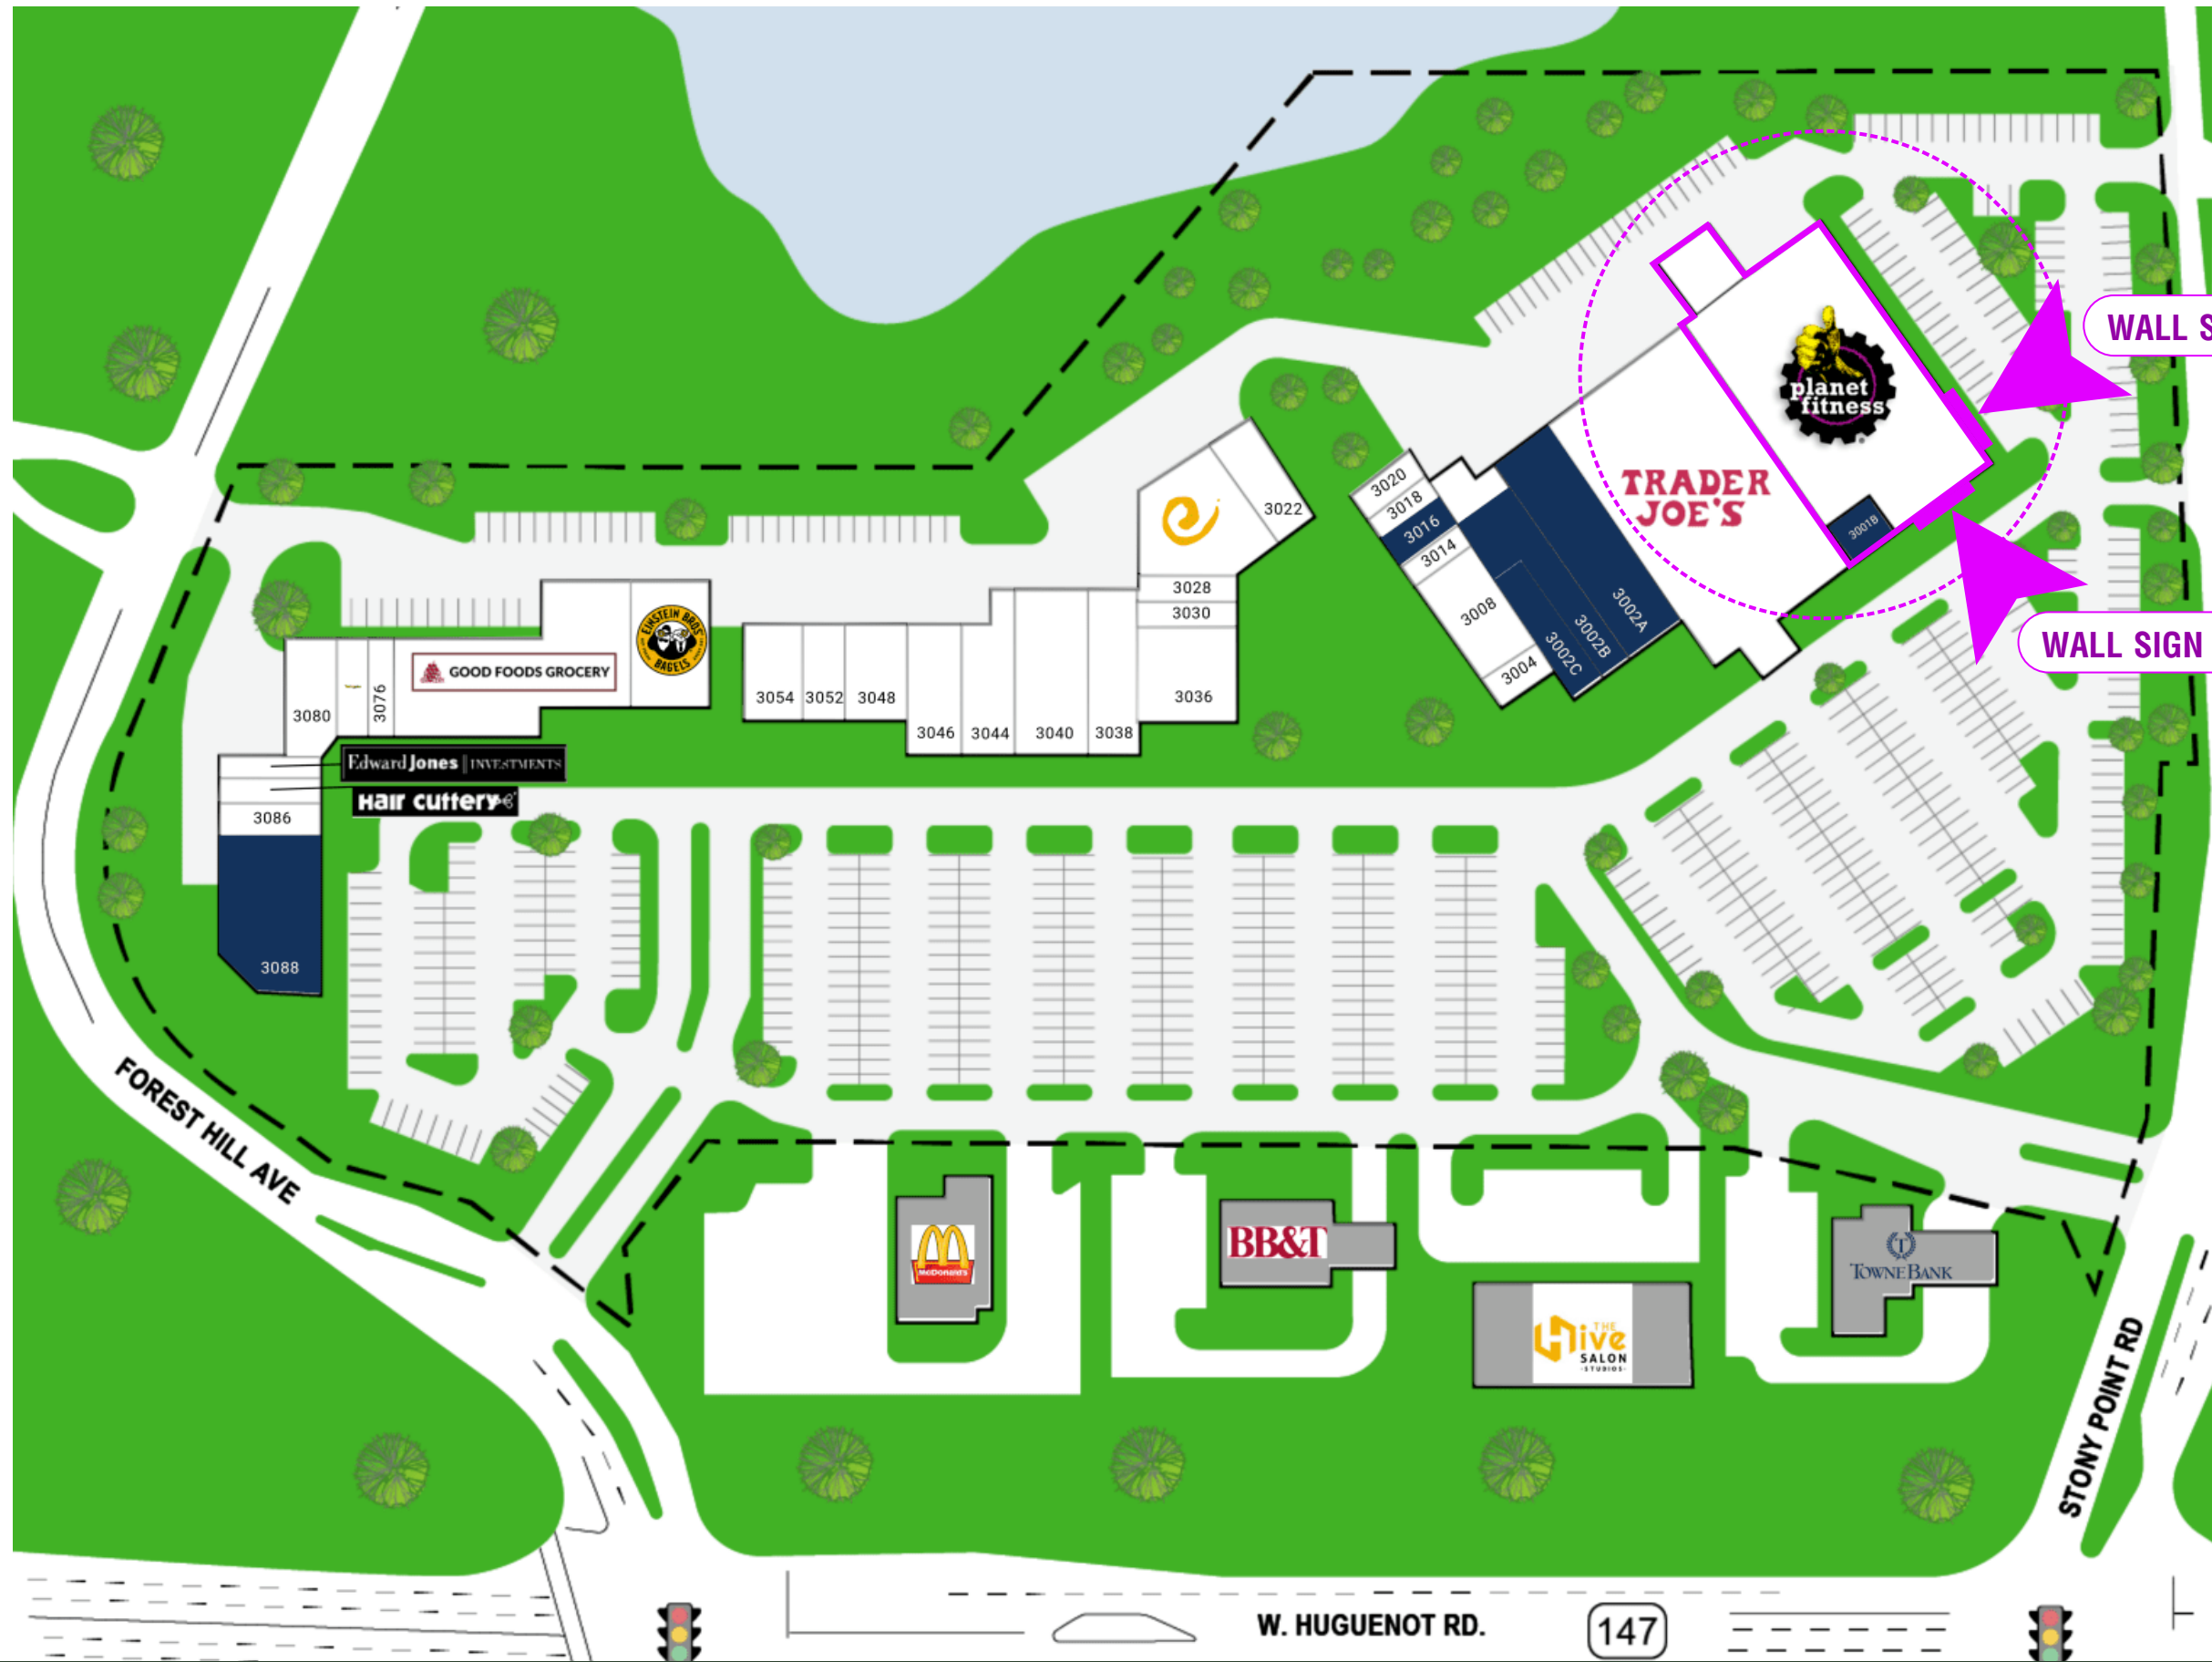 WALL S
planet
fitness
3020
3018
3016
3014
3008
3004
3002C
3002B
3002A
TRADER
JOE'S
3001B
WALL SIGN
3022
3028
3030
3036
EINSTEIN BROS
BAGELS
GOOD FOODS GROCERY
3080
3076
3054
3052
3048
3046
3044
3040
3038
Edward Jones INVESTMENTS
Hair Cuttery
3086
3088
FOREST HILL AVE
McDonald's
BB&T
THE
Hive
SALON
STUDIOS
T
TOWNEBANK
STONY POINT RD
W. HUGUENOT RD.
147